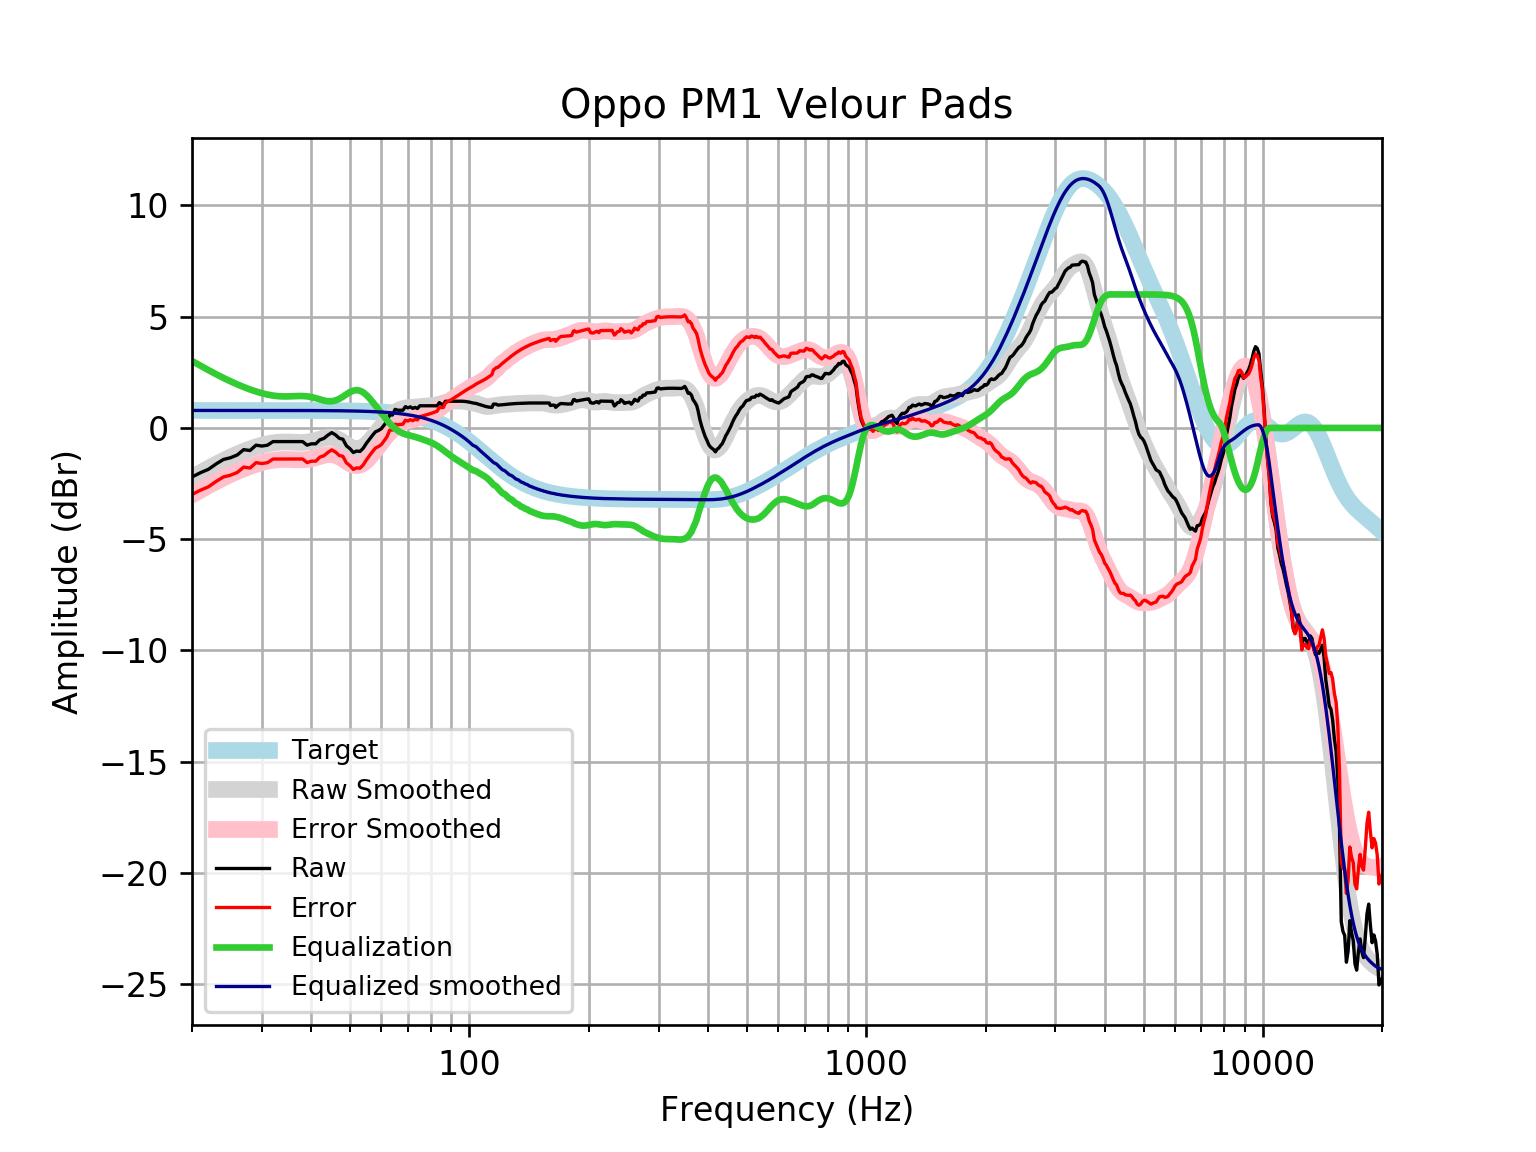 Oppo PM1 Velour Pads
Amplitude (dBr)
10
5
0
−5
−10
−15
−20
−25
Target
Raw Smoothed
Error Smoothed
Raw
Error
Equalization
Equalized smoothed
100
1000
10000
Frequency (Hz)